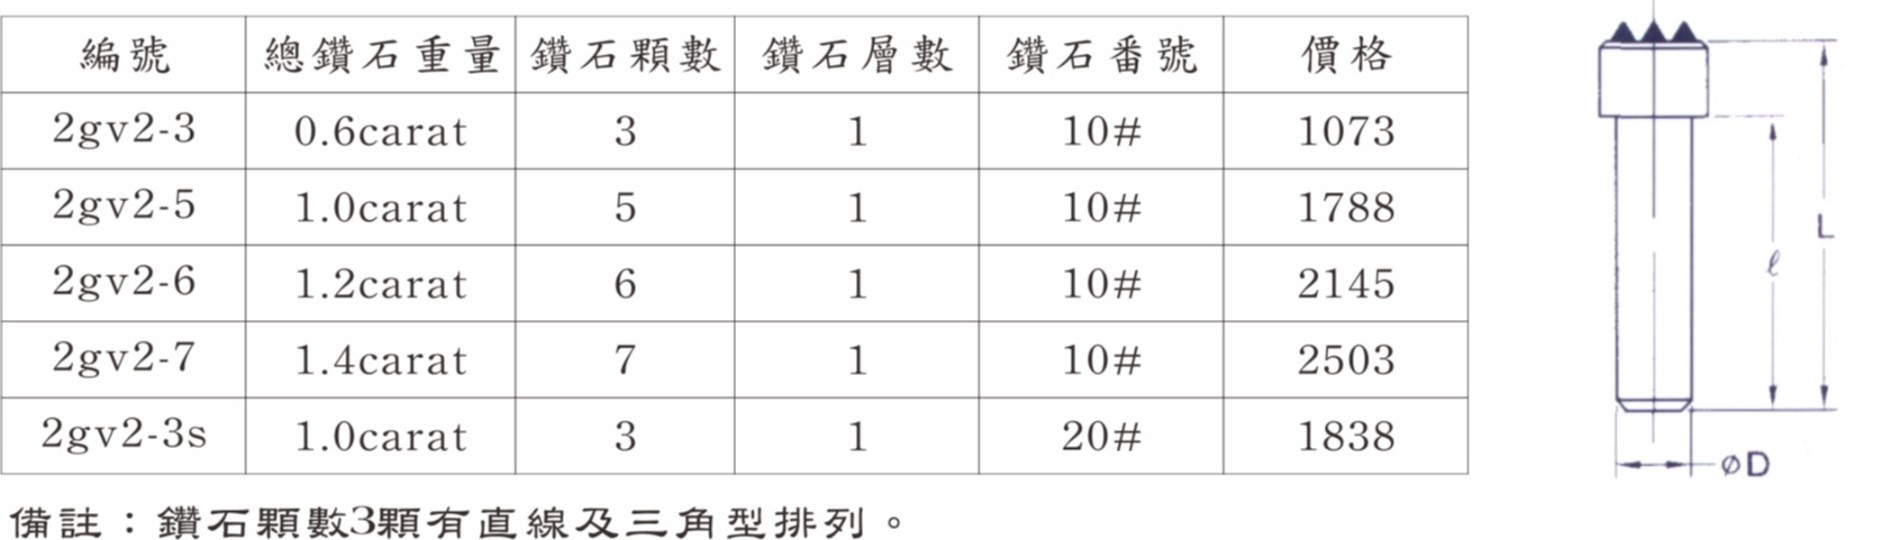 編號 總鑽石重量 鑽石顆數 鑽石層數 鑽石番號 價格
2gv2-3 0.6carat 3 1 10# 1073
2gv2-5 1.0carat 5 1 10# 1788
2gv2-6 1.2carat 6 1 10# 2145
2gv2-7 1.4carat 7 1 10# 2503
2gv2-3s 1.0carat 3 1 20# 1838
備註：鑽石顆數3顆有直線及三角型排列。
L
ℓ
øD